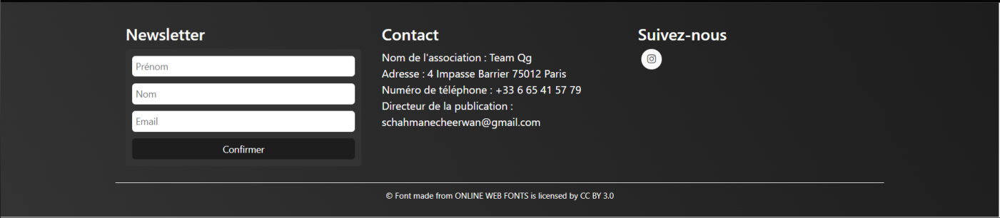 Newsletter
Prénom
Nom
Email
Confirmer
Contact
Nom de l'association : Team Qg
Adresse : 4 Impasse Barrier 75012 Paris
Numéro de téléphone : +33 6 65 41 57 79
Directeur de la publication :
schahmanecheerwan@gmail.com
Suivez-nous
© Font made from ONLINE WEB FONTS is licensed by CC BY 3.0